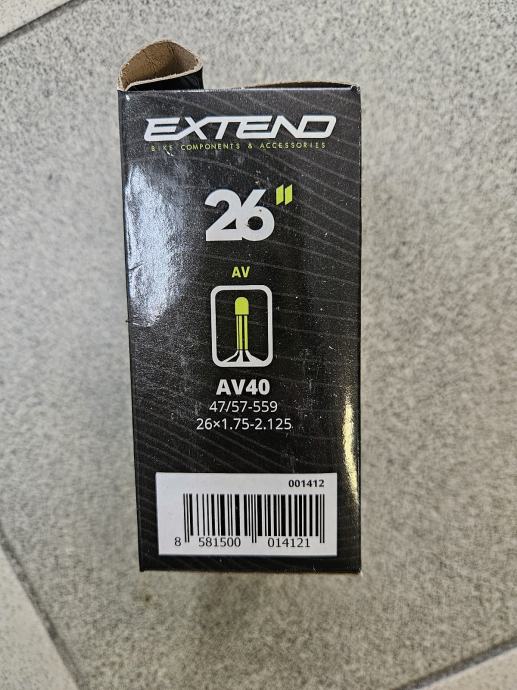 EXTEND
BIKE COMPONENTS & ACCESSORIES
26"
AV
AV40
47/57-559
26×1.75-2.125
001412
8 581500 014121